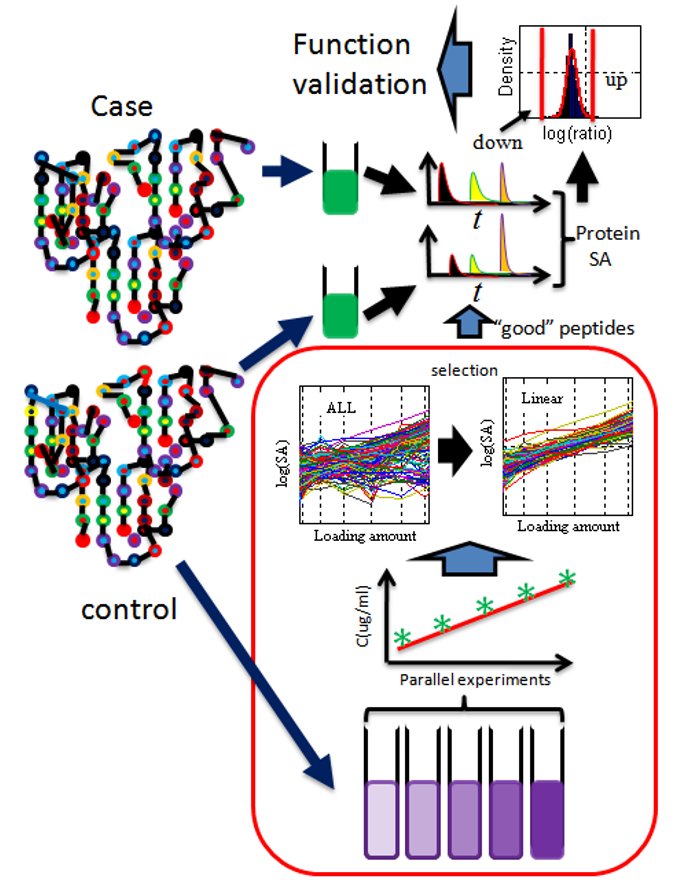 Function
validation
Density
up
down
log(ratio)
Case
t
Protein
SA
t
"good" peptides
selection
ALL
log(SA)
Loading amount
Linear
log(SA)
Loading amount
control
C(ug/ml)
Parallel experiments